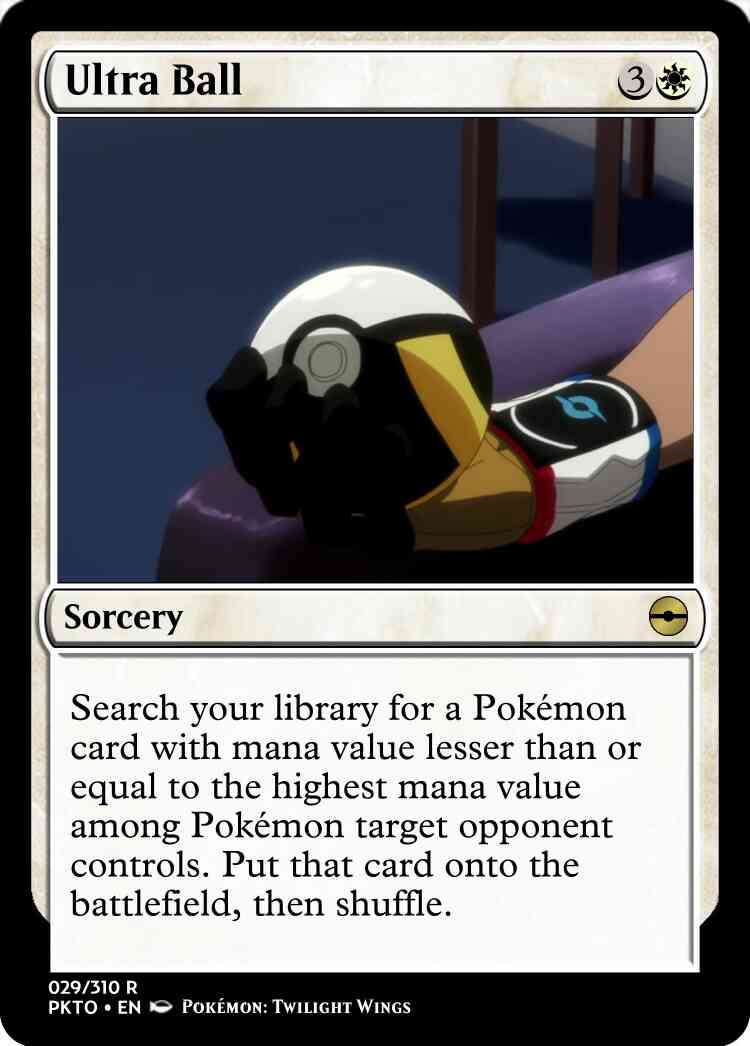 Ultra Ball 3
Sorcery
Search your library for a Pokémon
card with mana value lesser than or
equal to the highest mana value
among Pokémon target opponent
controls. Put that card onto the
battlefield, then shuffle.
029/310 R
PKTO • EN Pokémon: Twilight Wings